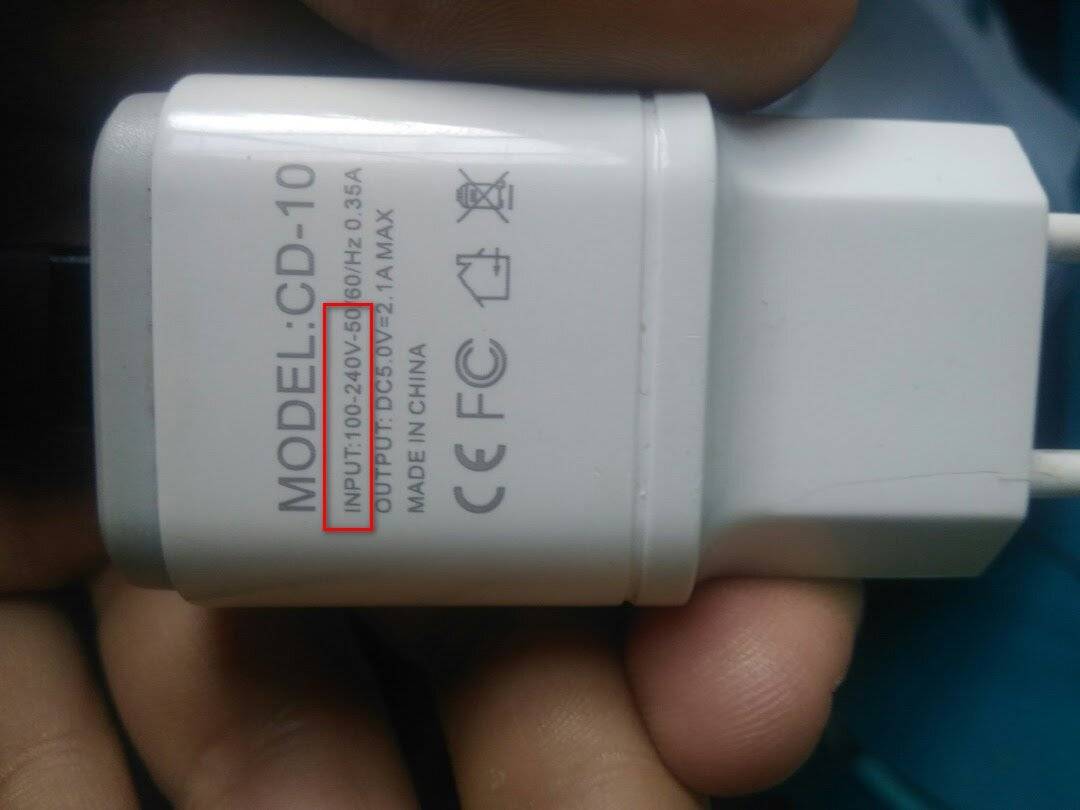 MODEL:CD-10
INPUT:100-240V-50/60/Hz 0.35A
OUTPUT: DC5.0V=2.1A MAX
MADE IN CHINA
CE FC